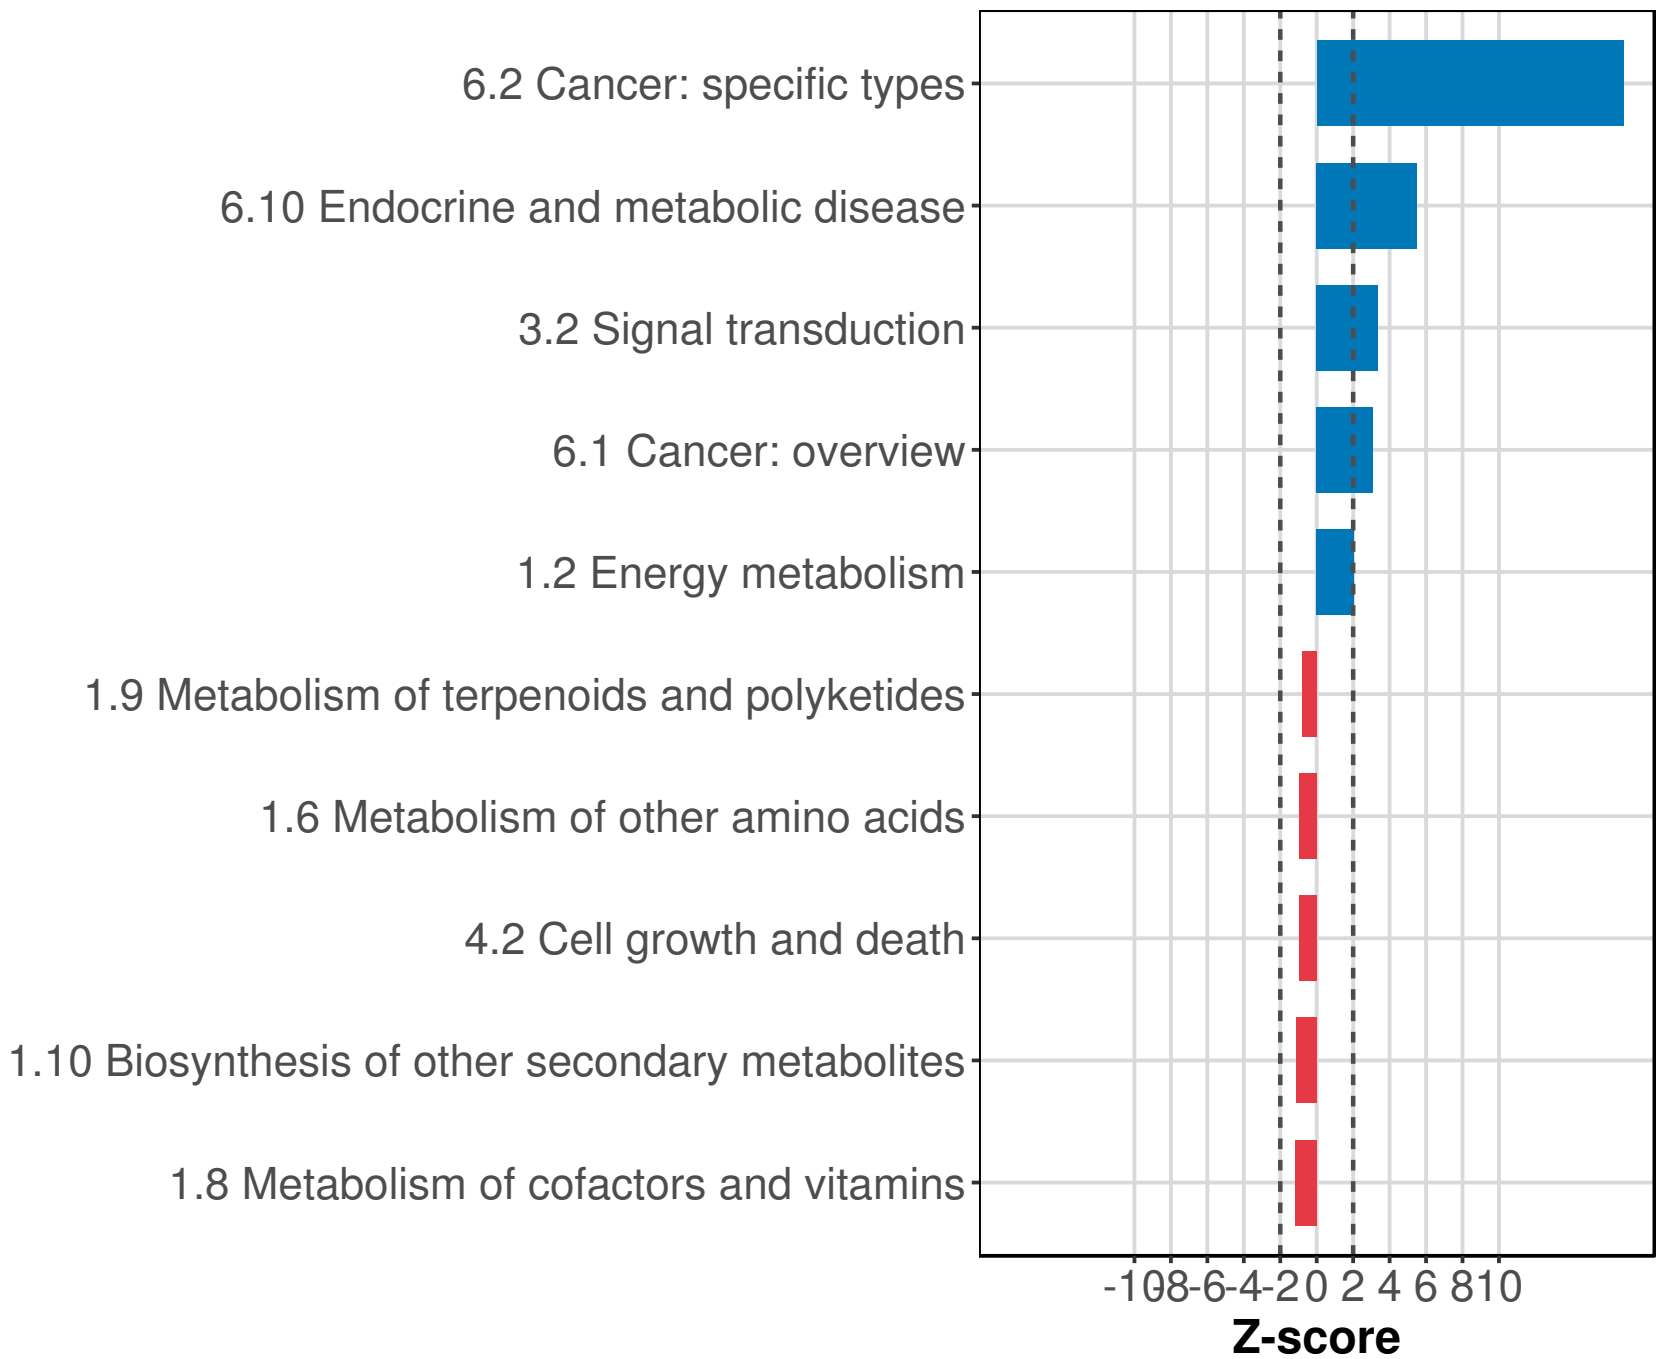 6.2 Cancer: specific types
6.10 Endocrine and metabolic disease
3.2 Signal transduction
6.1 Cancer: overview
1.2 Energy metabolism
1.9 Metabolism of terpenoids and polyketides
1.6 Metabolism of other amino acids
4.2 Cell growth and death
1.10 Biosynthesis of other secondary metabolites
1.8 Metabolism of cofactors and vitamins
-10 -8 -6 -4 -2 0 2 4 6 8 10
Z-score